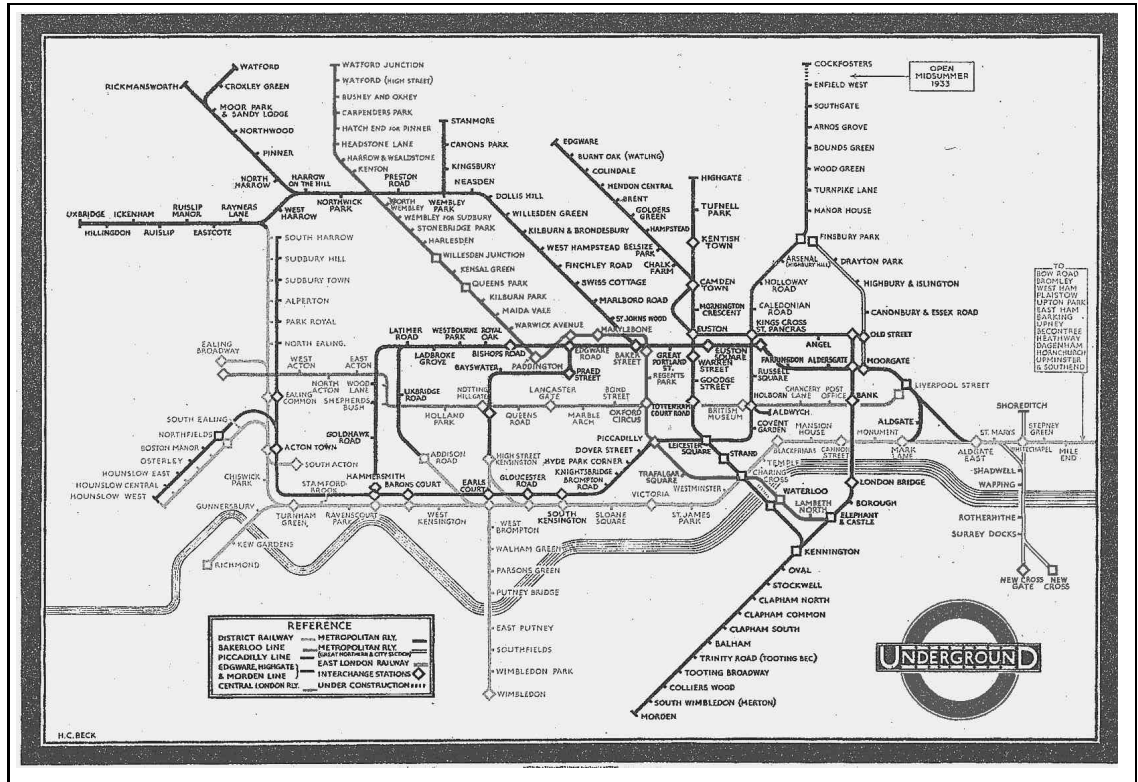 WATFORD
RICKMANSWORTH
CROXLEY GREEN
MOOR PARK
& SANDY LODGE
NORTHWOOD
PINNER
NORTH
HARROW
HARROW
ON THE HILL
NORTHWICK
PARK
PRESTON
ROAD
WEMBLEY
PARK
NEASDEN
WEST
HARROW
RAYNERS
LANE
EASTCOTE
RUISLIP
MANOR
RUISLIP
ICKENHAM
HILLINGDON
UXBRIDGE
WATFORD JUNCTION
WATFORD (HIGH STREET)
BUSHEY AND OXHEY
CARPENDERS PARK
HATCH END FOR PINNER
HEADSTONE LANE
HARROW & WEALDSTONE
KENTON
NORTH
WEMBLEY
WEMBLEY FOR SUDBURY
STONEBRIDGE PARK
HARLESDEN
WILLESDEN JUNCTION
KENSAL GREEN
QUEENS PARK
KILBURN PARK
MAIDA VALE
WARWICK AVENUE
PADDINGTON
STANMORE
CANONS PARK
KINGSBURY
DOLLIS HILL
WILLESDEN GREEN
KILBURN & BRONDESBURY
WEST HAMPSTEAD
FINCHLEY ROAD
SWISS COTTAGE
MARLBORO ROAD
ST. JOHNS WOOD
MARYLEBONE
EDGWARE
BURNT OAK (WATLING)
COLINDALE
HENDON CENTRAL
BRENT
GOLDERS
GREEN
HAMPSTEAD
BELSIZE
PARK
CHALK
FARM
HIGHGATE
TUFNELL
PARK
KENTISH
TOWN
CAMDEN
TOWN
MORNINGTON
CRESCENT
EUSTON
COCKFOSTERS
OPEN
MIDSUMMER
1933
ENFIELD WEST
SOUTHGATE
ARNOS GROVE
BOUNDS GREEN
WOOD GREEN
TURNPIKE LANE
MANOR HOUSE
FINSBURY PARK
ARSENAL
(HIGHBURY HILL)
DRAYTON PARK
HOLLOWAY
ROAD
HIGHBURY & ISLINGTON
CALEDONIAN
ROAD
CANONBURY & ESSEX ROAD
KINGS CROSS
ST. PANCRAS
ANGEL
OLD STREET
TO
BOW ROAD
BROMLEY
WEST HAM
PLAISTOW
UPTON PARK
EAST HAM
BARKING
UPNEY
BECONTREE
HEATHWAY
DAGENHAM
HORNCHURCH
UPMINSTER
& SOUTHEND
SOUTH HARROW
SUDBURY HILL
SUDBURY TOWN
ALPERTON
PARK ROYAL
NORTH EALING
EALING
BROADWAY
WEST
ACTON
NORTH
ACTON
EAST
ACTON
WOOD
LANE
SHEPHERDS
BUSH
EALING
COMMON
LATIMER
ROAD
LADBROKE
GROVE
WESTBOURNE
PARK
ROYAL
OAK
BISHOPS ROAD
EDGWARE
ROAD
BAKER
STREET
GREAT
PORTLAND
ST.
REGENTS
PARK
EUSTON
SQUARE
WARREN
STREET
GOODGE
STREET
RUSSELL
SQUARE
FARRINGDON
ALDERSGATE
MOORGATE
LIVERPOOL STREET
BAYSWATER
PRAED
STREET
UXBRIDGE
ROAD
HOLLAND
PARK
NOTTING
HILLGATE
QUEENS
ROAD
LANCASTER
GATE
MARBLE
ARCH
BOND
STREET
OXFORD
CIRCUS
TOTTENHAM
COURT ROAD
BRITISH
MUSEUM
HOLBORN
CHANCERY
LANE
POST
OFFICE
BANK
ALDWYCH
COVENT
GARDEN
GOLDHAWK
ROAD
SOUTH EALING
NORTHFIELDS
BOSTON MANOR
OSTERLEY
HOUNSLOW EAST
HOUNSLOW CENTRAL
HOUNSLOW WEST
ACTON TOWN
SOUTH ACTON
CHISWICK
PARK
STAMFORD
BROOK
HAMMERSMITH
BARONS COURT
EARLS
COURT
GLOUCESTER
ROAD
SOUTH
KENSINGTON
HIGH STREET
KENSINGTON
ADDISON
ROAD
PICCADILLY
DOVER STREET
HYDE PARK CORNER
KNIGHTSBRIDGE
BROMPTON
ROAD
LEICESTER
SQUARE
STRAND
TRAFALGAR
SQUARE
CHARING
CROSS
WESTMINSTER
TEMPLE
BLACKFRIARS
MANSION
HOUSE
CANNON
STREET
MONUMENT
MARK
LANE
ALDGATE
ALDGATE
EAST
ST. MARYS
WHITECHAPEL
STEPNEY
GREEN
MILE
END
SHOREDITCH
SHADWELL
WAPPING
ROTHERHITHE
SURREY DOCKS
NEW CROSS
GATE
NEW
CROSS
GUNNERSBURY
KEW GARDENS
RICHMOND
TURNHAM
GREEN
RAVENSCOURT
PARK
WEST
KENSINGTON
SLOANE
SQUARE
VICTORIA
ST. JAMES
PARK
WEST
BROMPTON
WALHAM GREEN
PARSONS GREEN
PUTNEY BRIDGE
EAST PUTNEY
SOUTHFIELDS
WIMBLEDON PARK
WIMBLEDON
WATERLOO
LAMBETH
NORTH
LONDON BRIDGE
BOROUGH
ELEPHANT
& CASTLE
KENNINGTON
OVAL
STOCKWELL
CLAPHAM NORTH
CLAPHAM COMMON
CLAPHAM SOUTH
BALHAM
TRINITY ROAD (TOOTING BEC)
TOOTING BROADWAY
COLLIERS WOOD
SOUTH WIMBLEDON (MERTON)
MORDEN
REFERENCE
DISTRICT RAILWAY
BAKERLOO LINE
PICCADILLY LINE
EDGWARE, HIGHGATE
& MORDEN LINE
CENTRAL LONDON RLY.
METROPOLITAN RLY.
METROPOLITAN RLY.
(GREAT NORTHERN & CITY SECTION)
EAST LONDON RAILWAY
INTERCHANGE STATIONS
UNDER CONSTRUCTION
UNDERGROUND
H.C. BECK